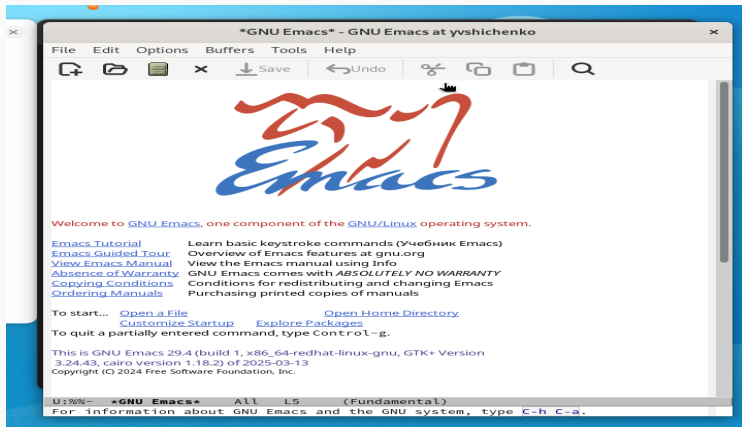 *GNU Emacs* - GNU Emacs at yvshichenko
File Edit Options Buffers Tools Help
Save Undo
Emacs
Welcome to GNU Emacs, one component of the GNU/Linux operating system.
Emacs Tutorial Learn basic keystroke commands (Учебник Emacs)
Emacs Guided Tour Overview of Emacs features at gnu.org
View Emacs Manual View the Emacs manual using Info
Absence of Warranty GNU Emacs comes with ABSOLUTELY NO WARRANTY
Copying Conditions Conditions for redistributing and changing Emacs
Ordering Manuals Purchasing printed copies of manuals
To start... Open a File Open Home Directory
Customize Startup Explore Packages
To quit a partially entered command, type Control-g.
This is GNU Emacs 29.4 (build 1, x86_64-redhat-linux-gnu, GTK+ Version
3.24.43, cairo version 1.18.2) of 2025-03-13
Copyright (C) 2024 Free Software Foundation, Inc.
U:%%- *GNU Emacs* All L5 (Fundamental)
For information about GNU Emacs and the GNU system, type C-h C-a.